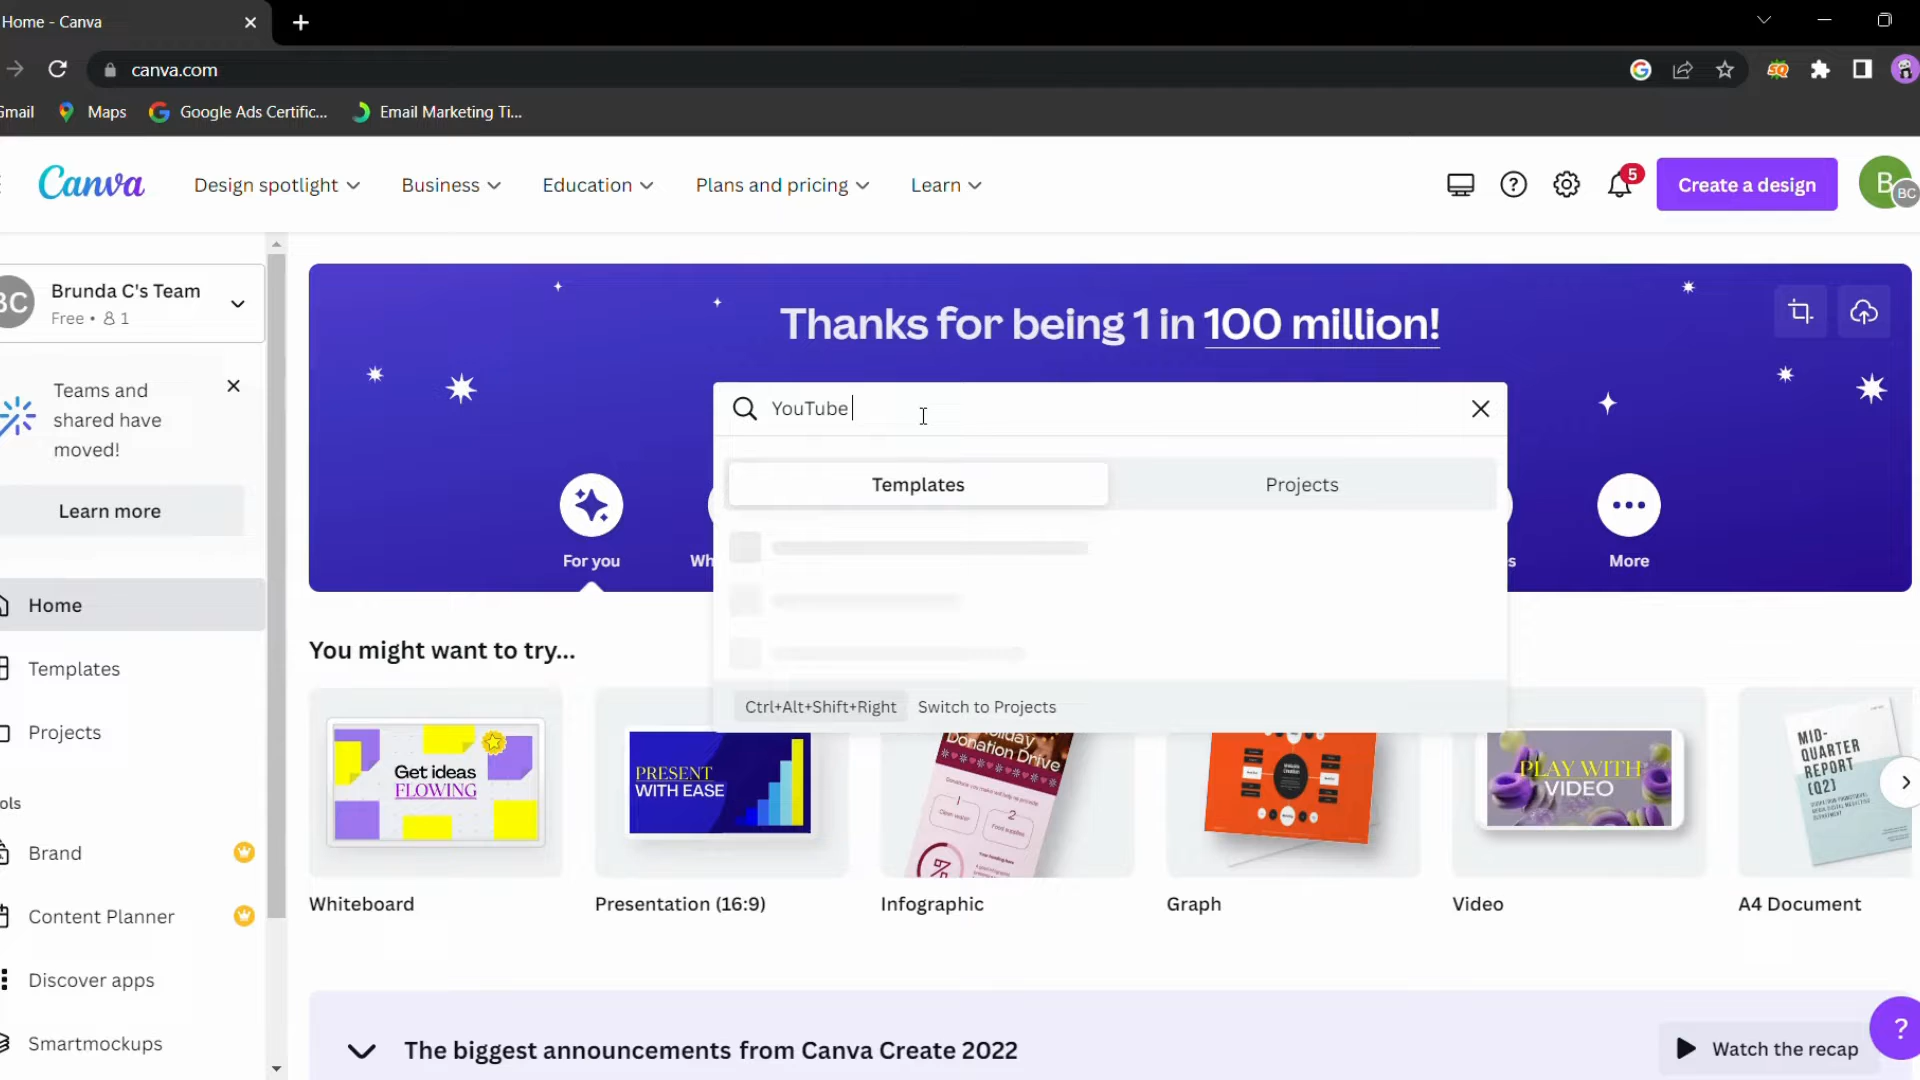 Home - Canva
canva.com
Gmail
Maps
Google Ads Certific...
Email Marketing Ti...
Canva
Design spotlight
Business
Education
Plans and pricing
Learn
5
Create a design
B
BC
BC
Brunda C's Team
Free • 1
Thanks for being 1 in 100 million!
Teams and
shared have
moved!
Learn more
YouTube
Templates
Projects
For you
Wh
s
More
Ctrl+Alt+Shift+Right
Switch to Projects
Home
Templates
Projects
ols
Brand
Content Planner
Discover apps
Smartmockups
You might want to try...
Get ideas
FLOWING
PRESENT
WITH EASE
Holiday
Donation Drive
PLAY WITH
VIDEO
MID-
QUARTER
REPORT
(Q2)
Whiteboard
Presentation (16:9)
Infographic
Graph
Video
A4 Document
The biggest announcements from Canva Create 2022
Watch the recap
?